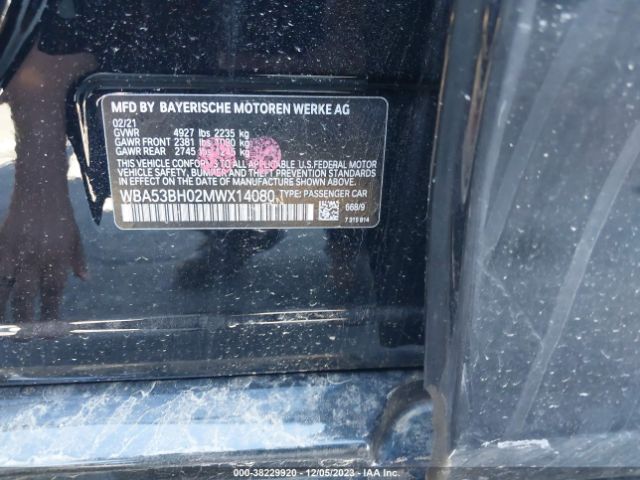 MFD BY BAYERISCHE MOTOREN WERKE AG
02/21
GVWR 4927 lbs 2235 kg
GAWR FRONT 2381 lbs 1080 kg
GAWR REAR 2745 lbs kg
THIS VEHICLE CONFORMS TO ALL APPLICABLE U.S.FEDERAL MOTOR
VEHICLE SAFETY, BUMPER AND THEFT PREVENTION
STANDARDS IN EFFECT ON THE DATE OF MANUFACTURE SHOWN ABOVE.
WBA53BH02MWX14080 TYPE: PASSENGER CAR
668/9
7 315 914
000-38229920 - 12/05/2023 - IAA Inc.